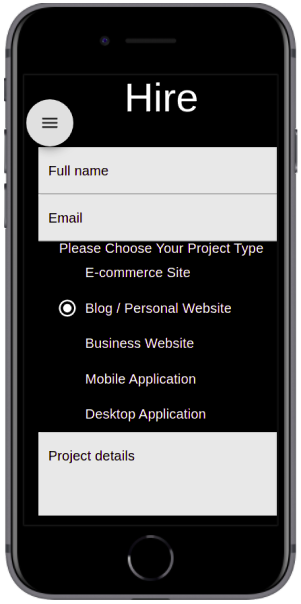 Hire
Full name
Email
Please Choose Your Project Type
E-commerce Site
Blog / Personal Website
Business Website
Mobile Application
Desktop Application
Project details